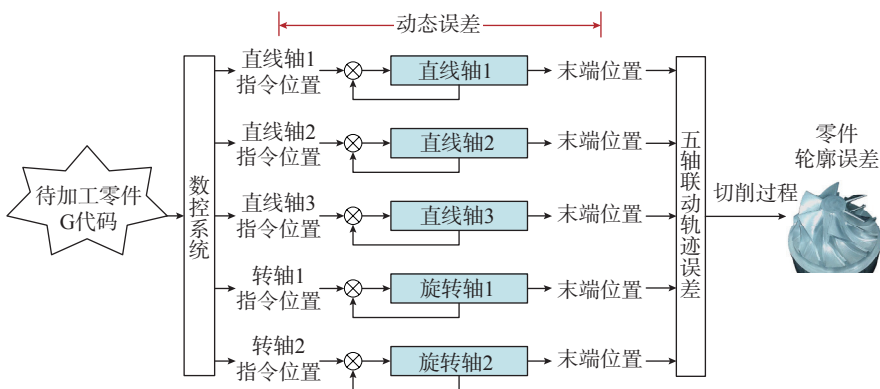 动态误差
待加工零件
G代码
数控系统
直线轴1
指令位置
直线轴1
末端位置
直线轴2
指令位置
直线轴2
末端位置
直线轴3
指令位置
直线轴3
末端位置
转轴1
指令位置
旋转轴1
末端位置
转轴2
指令位置
旋转轴2
末端位置
五轴联动轨迹误差
切削过程
零件
轮廓误差